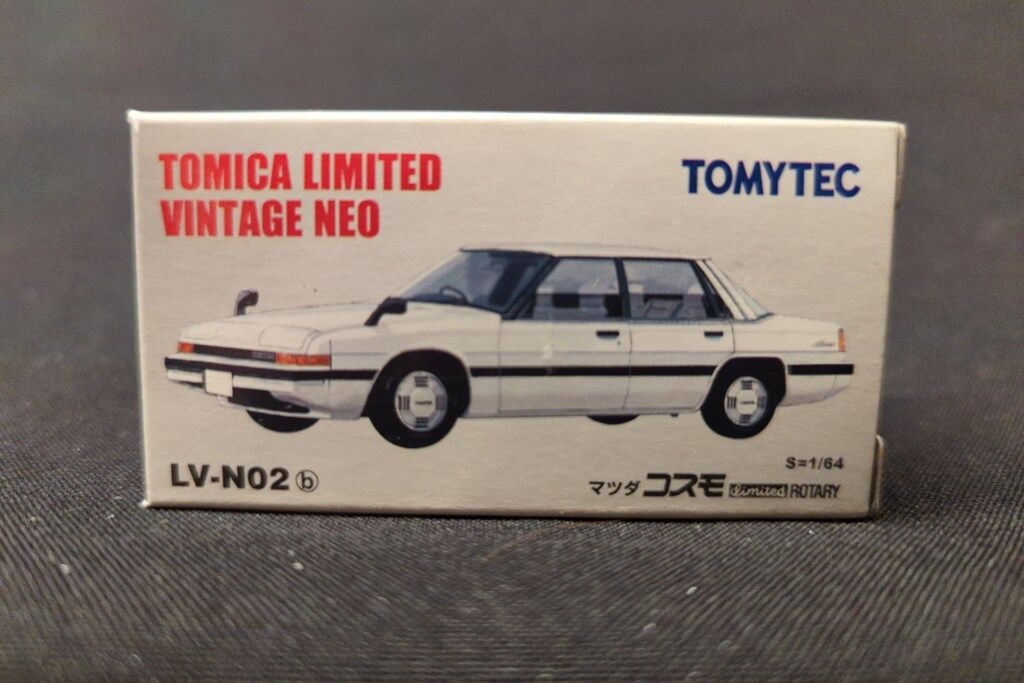 TOMICA LIMITED
VINTAGE NEO
TOMYTEC
LV-N02 ⓑ
S=1/64
マツダ コスモ Limited ROTARY